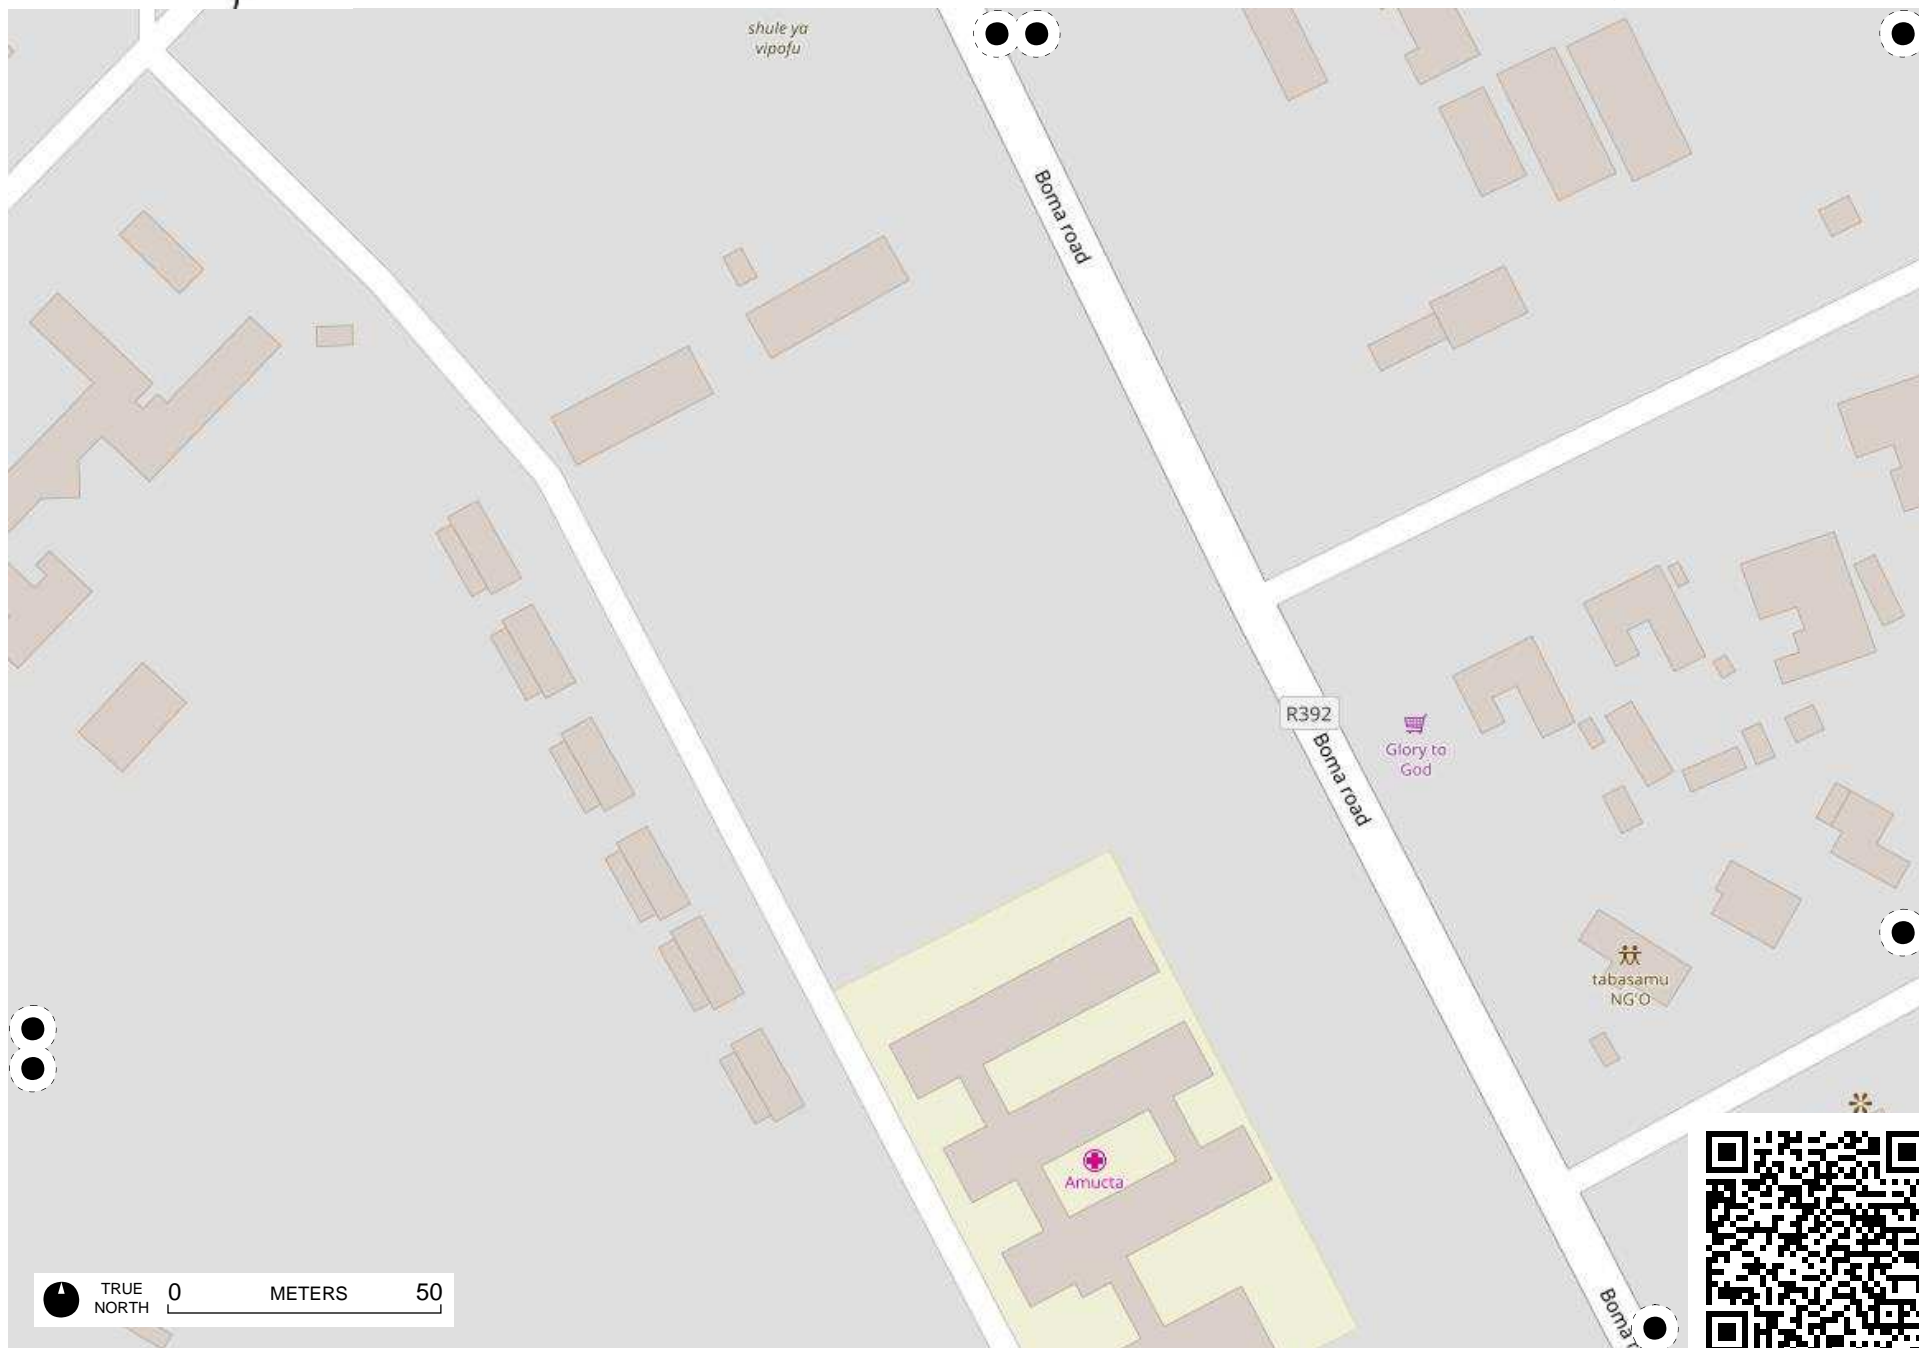 shule ya
vipofu
Boma road
R392
Boma road
Glory to
God
tabasamu
NG'O
Amucta
TRUE
NORTH
0 METERS 50
Boma r